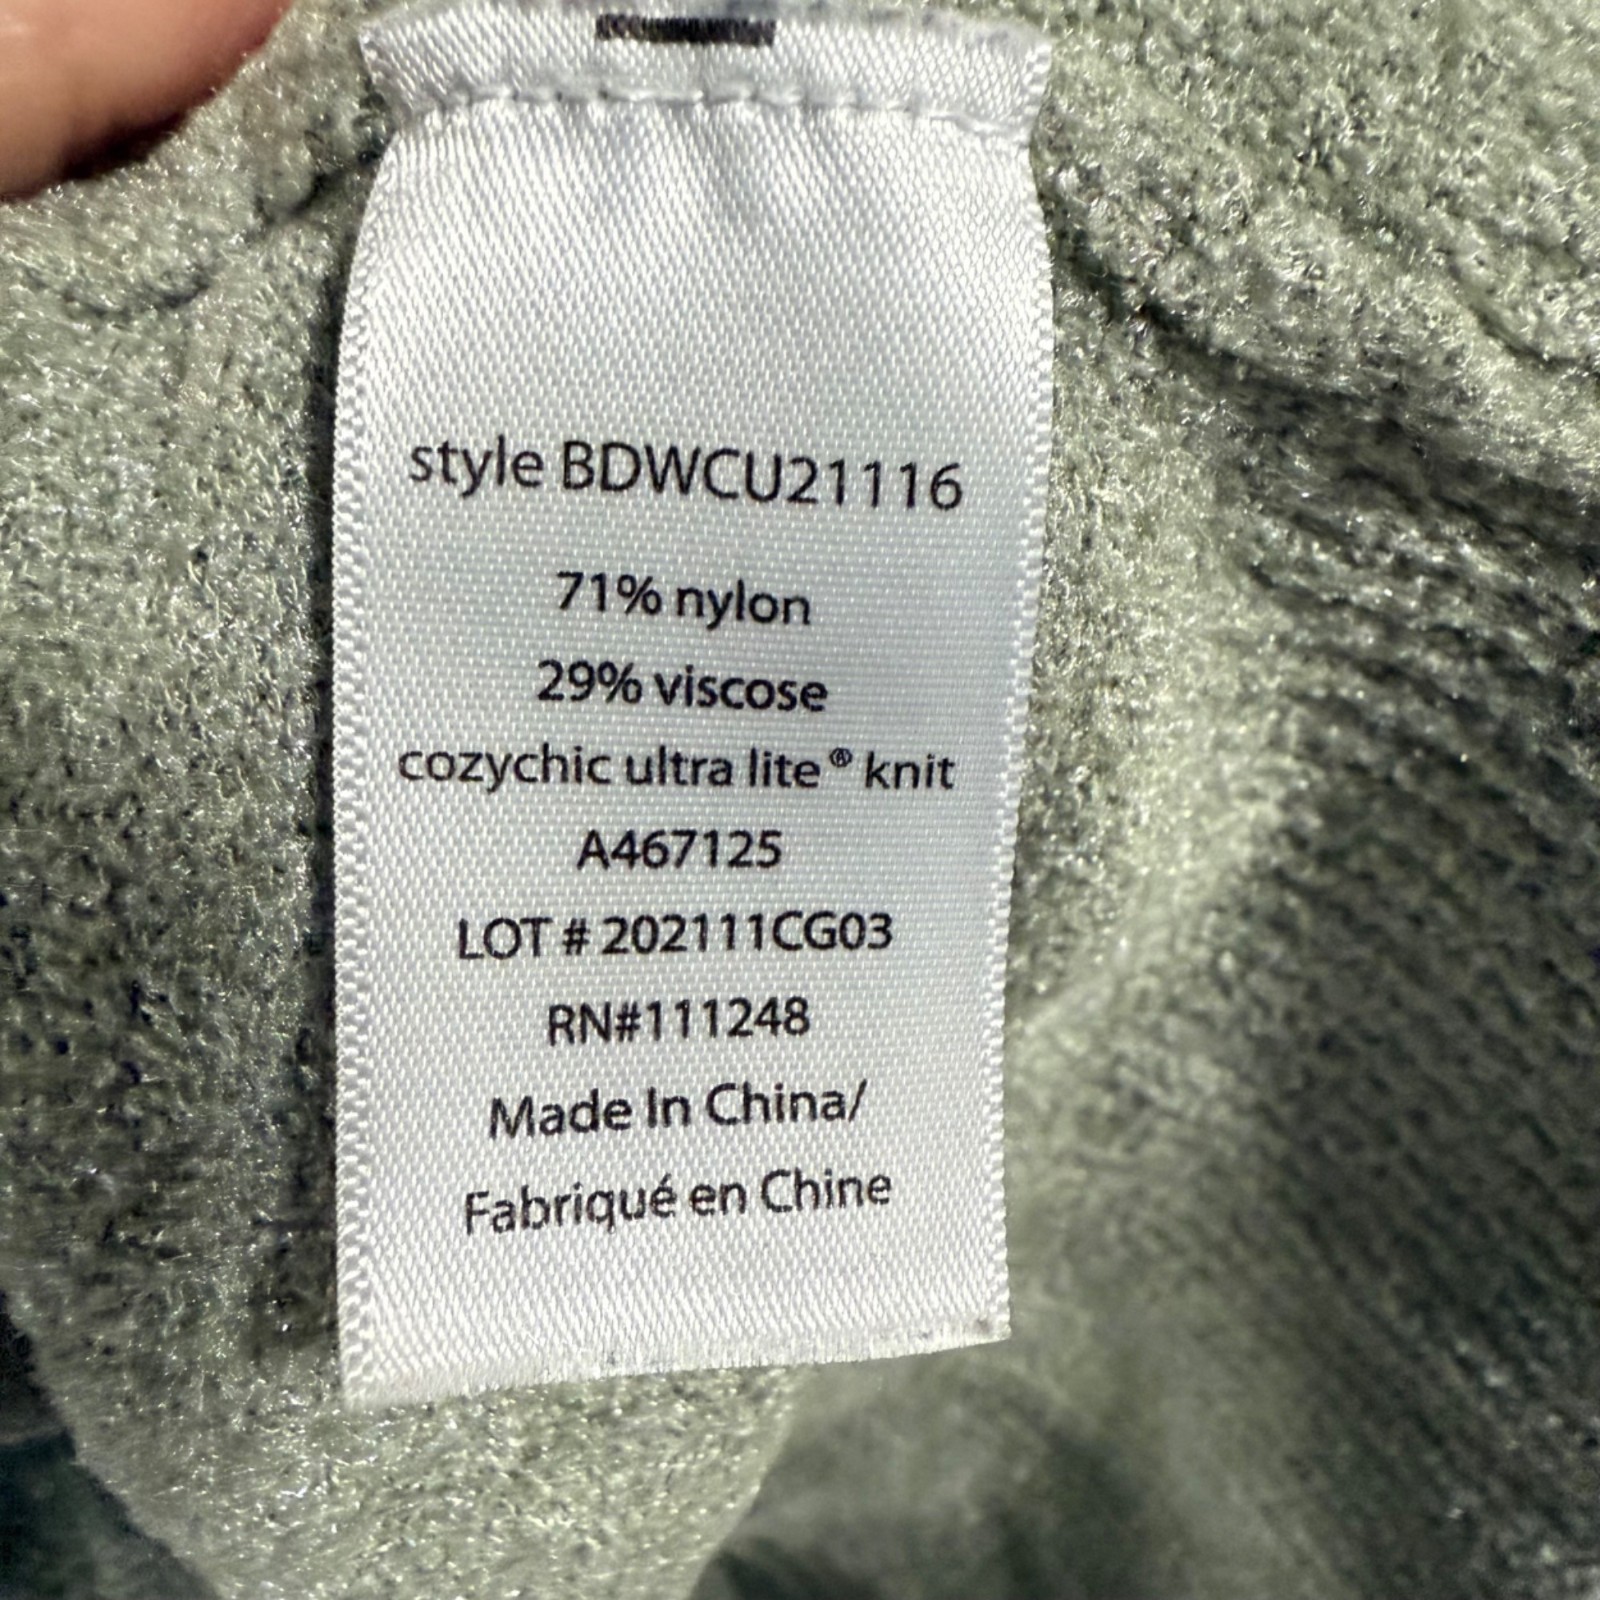 style BDWCU21116
71% nylon
29% viscose
cozychic ultra lite® knit
A467125
LOT # 202111CG03
RN#111248
Made In China/
Fabriqué en Chine